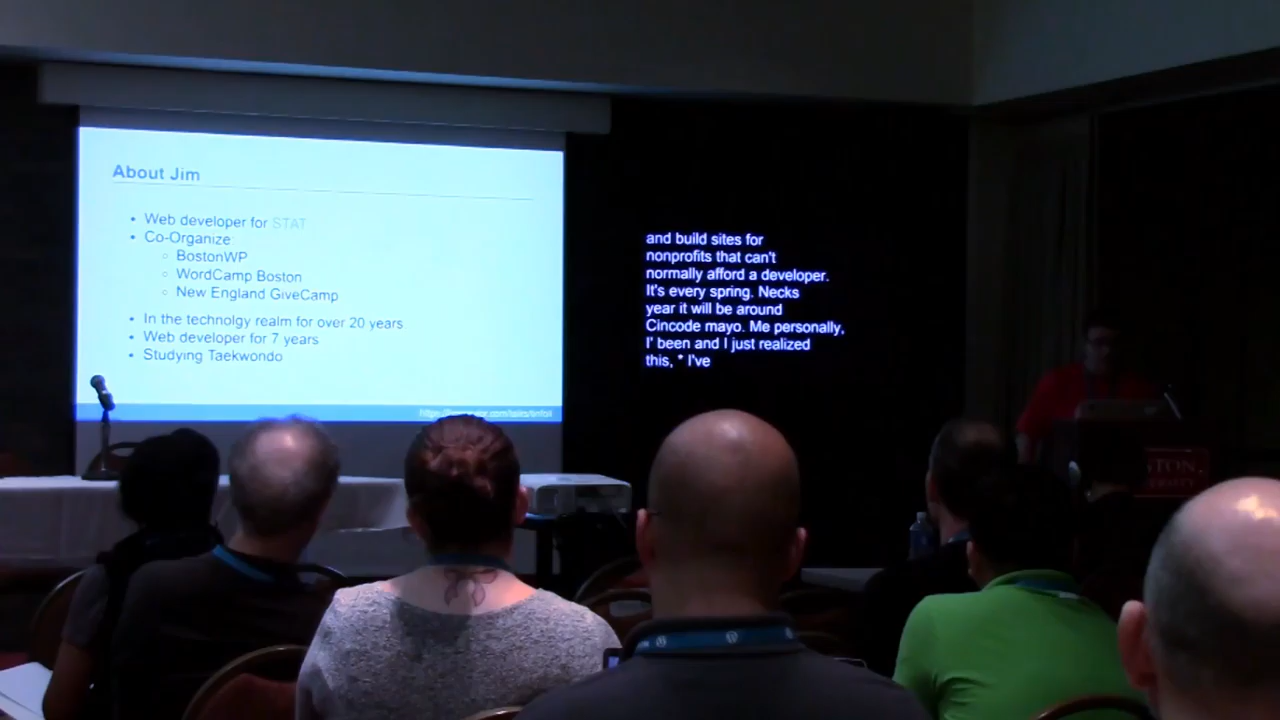 About Jim
• Web developer for STAT
• Co-Organize:
◦ BostonWP
◦ WordCamp Boston
◦ New England GiveCamp
• In the technolgy realm for over 20 years
• Web developer for 7 years
• Studying Taekwondo
and build sites for
nonprofits that can't
normally afford a developer.
It's every spring. Necks
year it will be around
Cincode mayo. Me personally,
I' been and I just realized
this, * I've